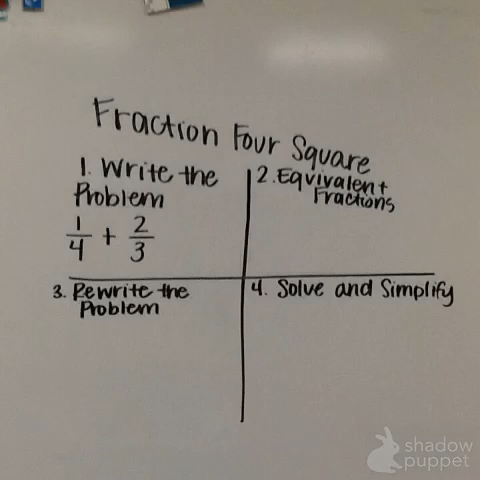 Fraction Four Square
1. Write the
Problem
1/4 + 2/3
2. Equivalent
Fractions
3. Rewrite the
Problem
4. Solve and Simplify
shadow
puppet